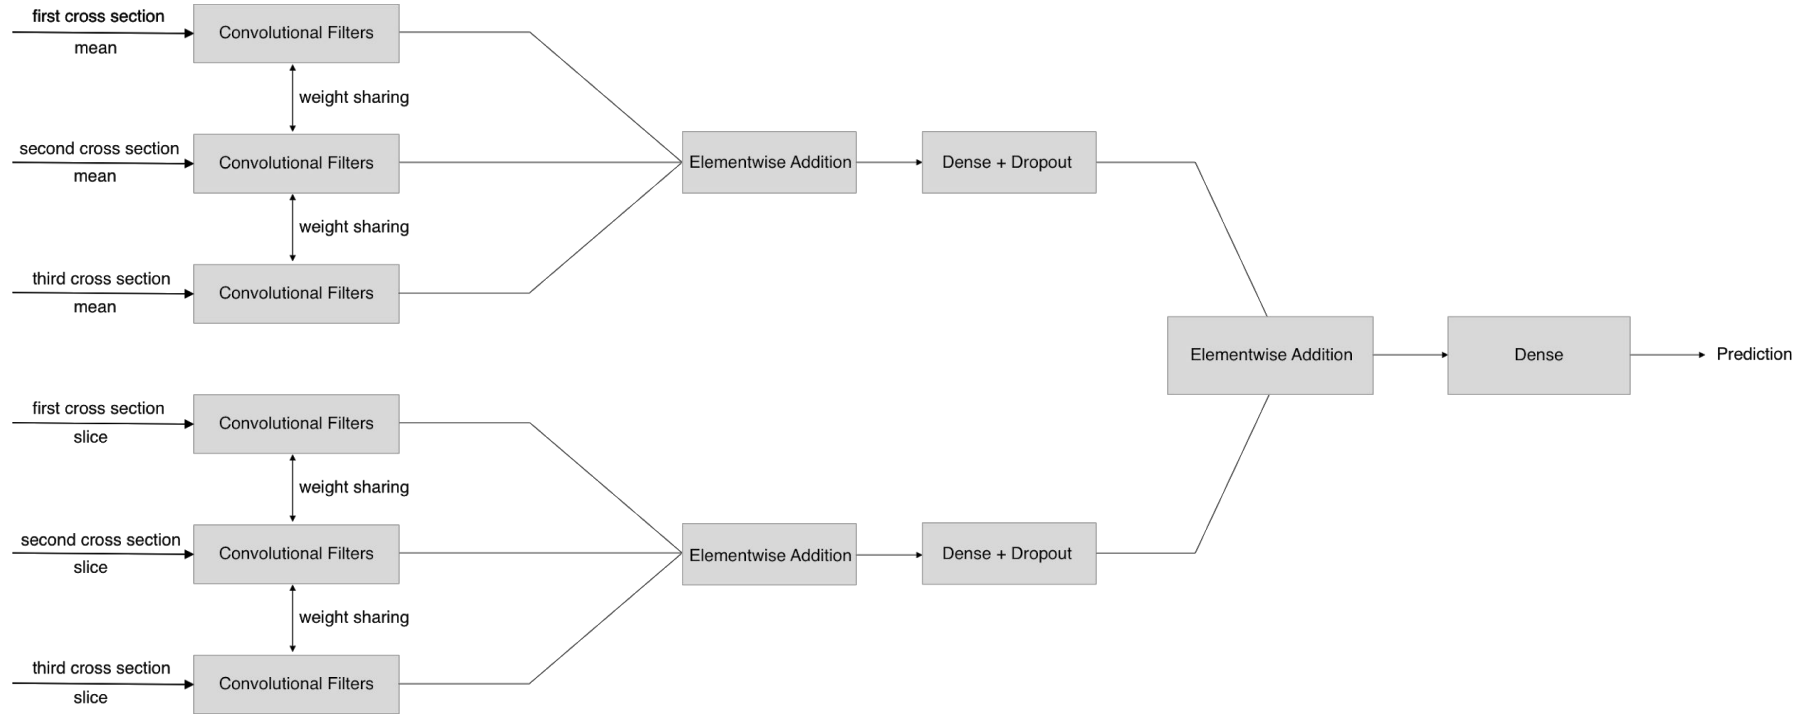 first cross section
mean
Convolutional Filters
weight sharing
second cross section
mean
Convolutional Filters
Elementwise Addition
Dense + Dropout
weight sharing
third cross section
mean
Convolutional Filters
Elementwise Addition
Dense
Prediction
first cross section
slice
Convolutional Filters
weight sharing
second cross section
slice
Convolutional Filters
Elementwise Addition
Dense + Dropout
weight sharing
third cross section
slice
Convolutional Filters